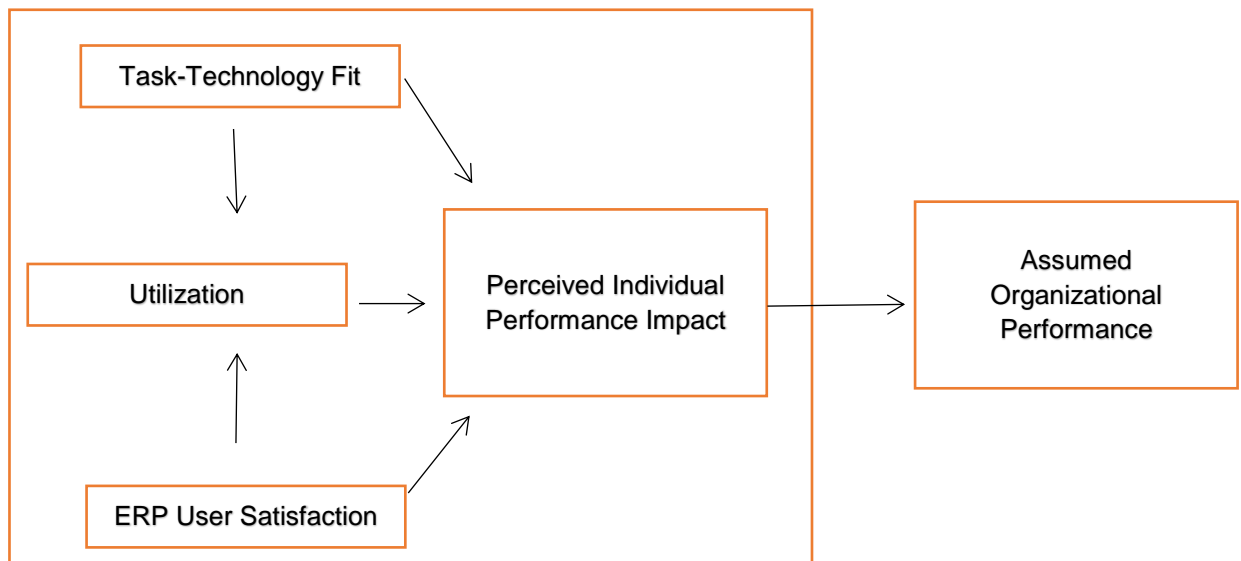 Task-Technology Fit
Utilization
Perceived Individual
Performance Impact
Assumed
Organizational
Performance
ERP User Satisfaction